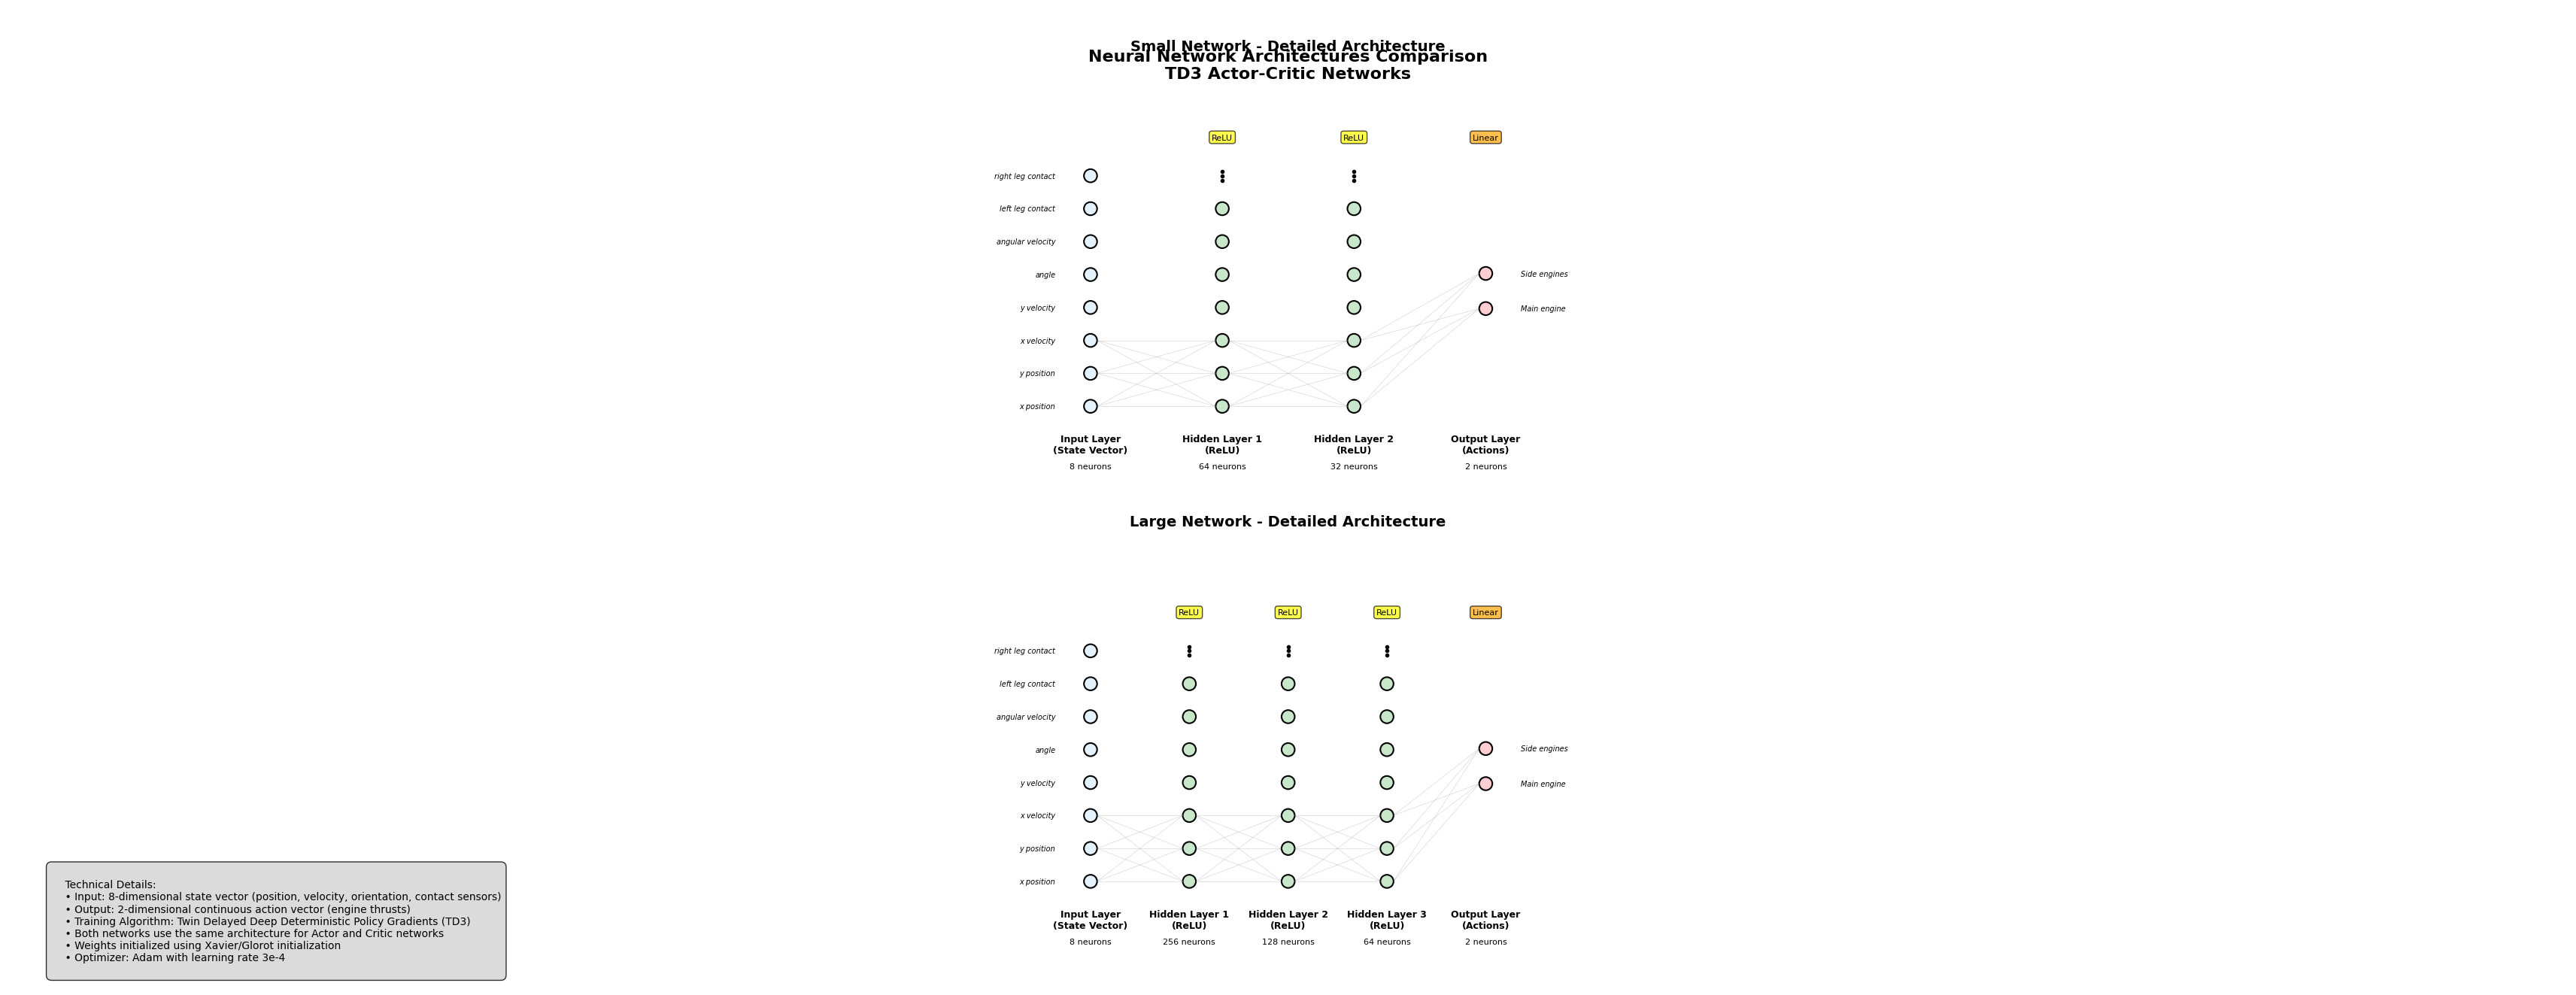 Small Network - Detailed Architecture
Neural Network Architectures Comparison
TD3 Actor-Critic Networks
ReLU
ReLU
Linear
right leg contact
left leg contact
angular velocity
angle
Side engines
y velocity
Main engine
x velocity
y position
x position
Input Layer
(State Vector)
8 neurons
Hidden Layer 1
(ReLU)
64 neurons
Hidden Layer 2
(ReLU)
32 neurons
Output Layer
(Actions)
2 neurons
Large Network - Detailed Architecture
ReLU
ReLU
ReLU
Linear
right leg contact
left leg contact
angular velocity
angle
Side engines
y velocity
Main engine
x velocity
y position
x position
Input Layer
(State Vector)
8 neurons
Hidden Layer 1
(ReLU)
256 neurons
Hidden Layer 2
(ReLU)
128 neurons
Hidden Layer 3
(ReLU)
64 neurons
Output Layer
(Actions)
2 neurons
Technical Details:
• Input: 8-dimensional state vector (position, velocity, orientation, contact sensors)
• Output: 2-dimensional continuous action vector (engine thrusts)
• Training Algorithm: Twin Delayed Deep Deterministic Policy Gradients (TD3)
• Both networks use the same architecture for Actor and Critic networks
• Weights initialized using Xavier/Glorot initialization
• Optimizer: Adam with learning rate 3e-4